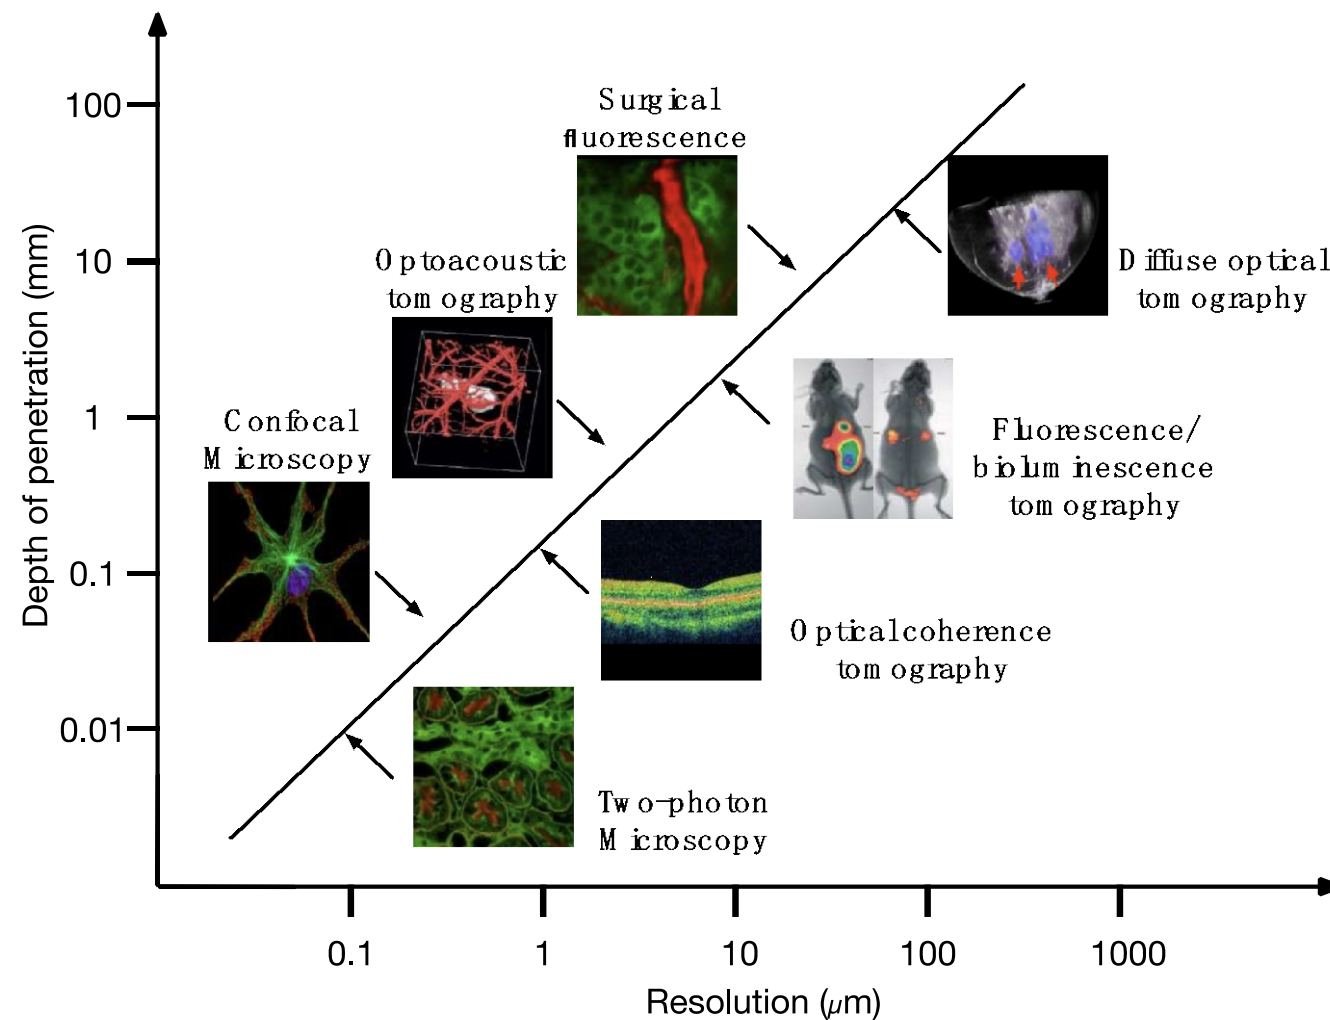 100
10
1
0.1
0.01
Depth of penetration (mm)
Surgical
fluorescence
Optoacoustic
tomography
Confocal
Microscopy
Diffuse optical
tomography
Fluorescence/
bioluminescence
tomography
Optical coherence
tomography
Two-photon
Microscopy
0.1
1
10
100
1000
Resolution (μm)